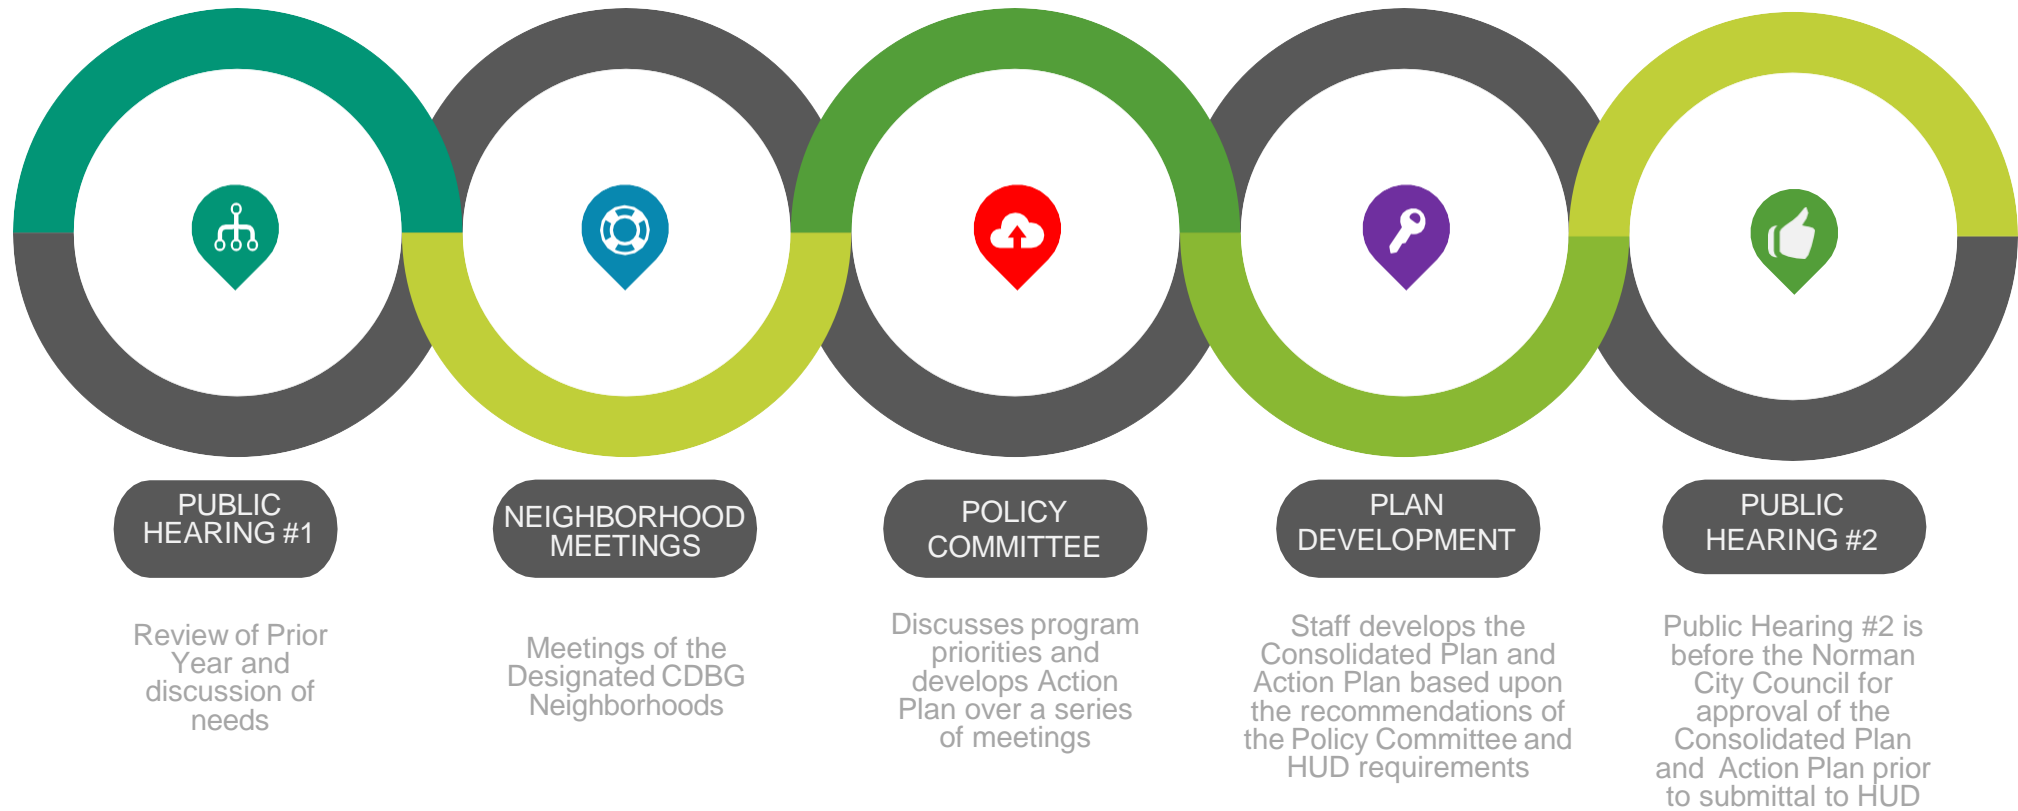 PUBLIC
HEARING #1
NEIGHBORHOOD
MEETINGS
POLICY
COMMITTEE
PLAN
DEVELOPMENT
PUBLIC
HEARING #2
Review of Prior
Year and
discussion of
needs
Meetings of the
Designated CDBG
Neighborhoods
Discusses program
priorities and
develops Action
Plan over a series
of meetings
Staff develops the
Consolidated Plan and
Action Plan based upon
the recommendations of
the Policy Committee and
HUD requirements
Public Hearing #2 is
before the Norman
City Council for
approval of the
Consolidated Plan
and Action Plan prior
to submittal to HUD